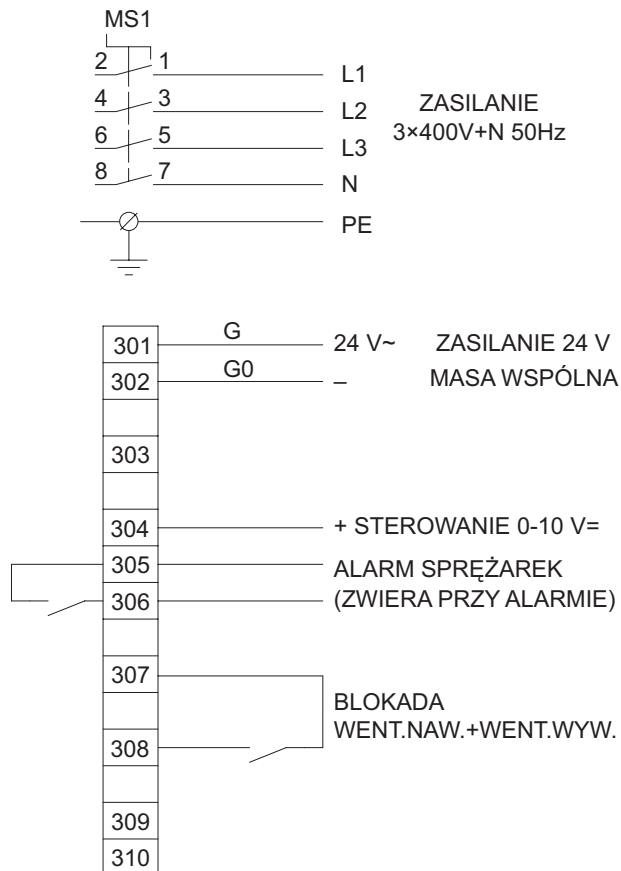 MS1
2 1 L1
4 3 L2
6 5 L3
8 7 N
PE
ZASILANIE
3×400V+N 50Hz
301 G 24 V~ ZASILANIE 24 V
302 G0 – MASA WSPÓLNA
303
304 + STEROWANIE 0-10 V=
305 ALARM SPRĘŻAREK
306 (ZWIERA PRZY ALARMIE)
307
BLOKADA
WENT.NAW.+WENT.WYW.
308
309
310